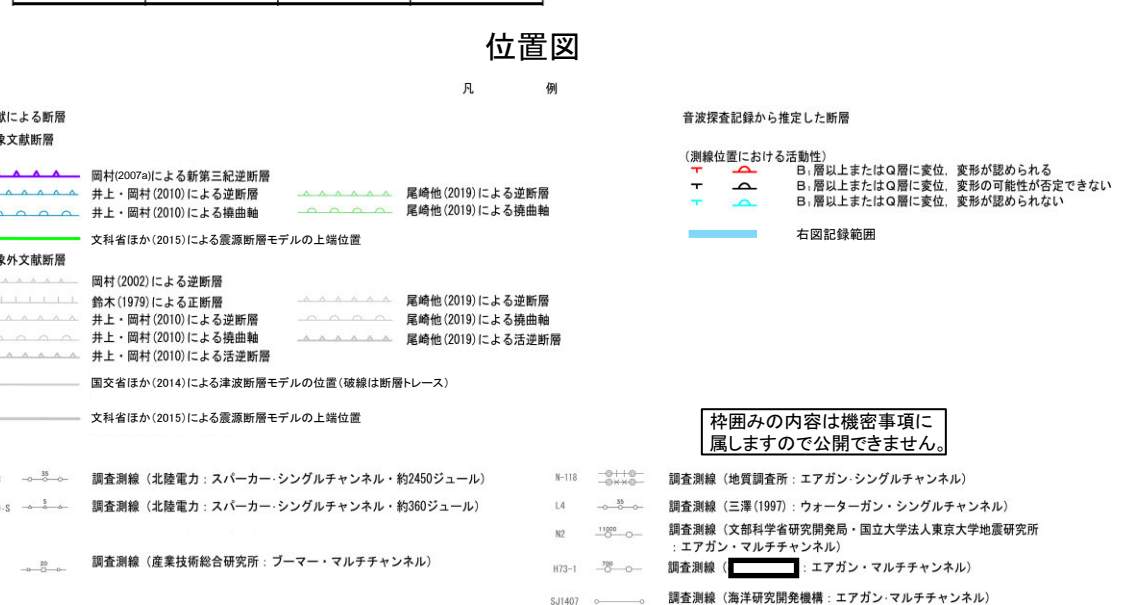 位置図
凡 例
献による断層
象文献断層
岡村(2007a)による新第三紀逆断層
井上・岡村(2010)による逆断層
尾崎他(2019)による逆断層
井上・岡村(2010)による撓曲軸
尾崎他(2019)による撓曲軸
文科省ほか(2015)による震源断層モデルの上端位置
象外文献断層
岡村(2002)による逆断層
鈴木(1979)による正断層
尾崎他(2019)による逆断層
井上・岡村(2010)による逆断層
尾崎他(2019)による撓曲軸
井上・岡村(2010)による撓曲軸
尾崎他(2019)による活逆断層
井上・岡村(2010)による活逆断層
国交省ほか(2014)による津波断層モデルの位置(破線は断層トレース)
文科省ほか(2015)による震源断層モデルの上端位置
35 調査測線（北陸電力：スパーカー・シングルチャンネル・約2450ジュール）
-S 5 調査測線（北陸電力：スパーカー・シングルチャンネル・約360ジュール）
20 調査測線（産業技術総合研究所：ブーマー・マルチチャンネル）
音波探査記録から推定した断層
(測線位置における活動性)
B₁層以上またはQ層に変位，変形が認められる
B₁層以上またはQ層に変位，変形の可能性が否定できない
B₁層以上またはQ層に変位，変形が認められない
右図記録範囲
枠囲みの内容は機密事項に
属しますので公開できません。
N-118 調査測線（地質調査所：エアガン・シングルチャンネル）
L4 35 調査測線（三澤(1997)：ウォーターガン・シングルチャンネル）
N2 11000 調査測線（文部科学省研究開発局・国立大学法人東京大学地震研究所
：エアガン・マルチチャンネル）
H73-1 700 調査測線（ ：エアガン・マルチチャンネル）
SJ1407 調査測線（海洋研究開発機構：エアガン・マルチチャンネル）